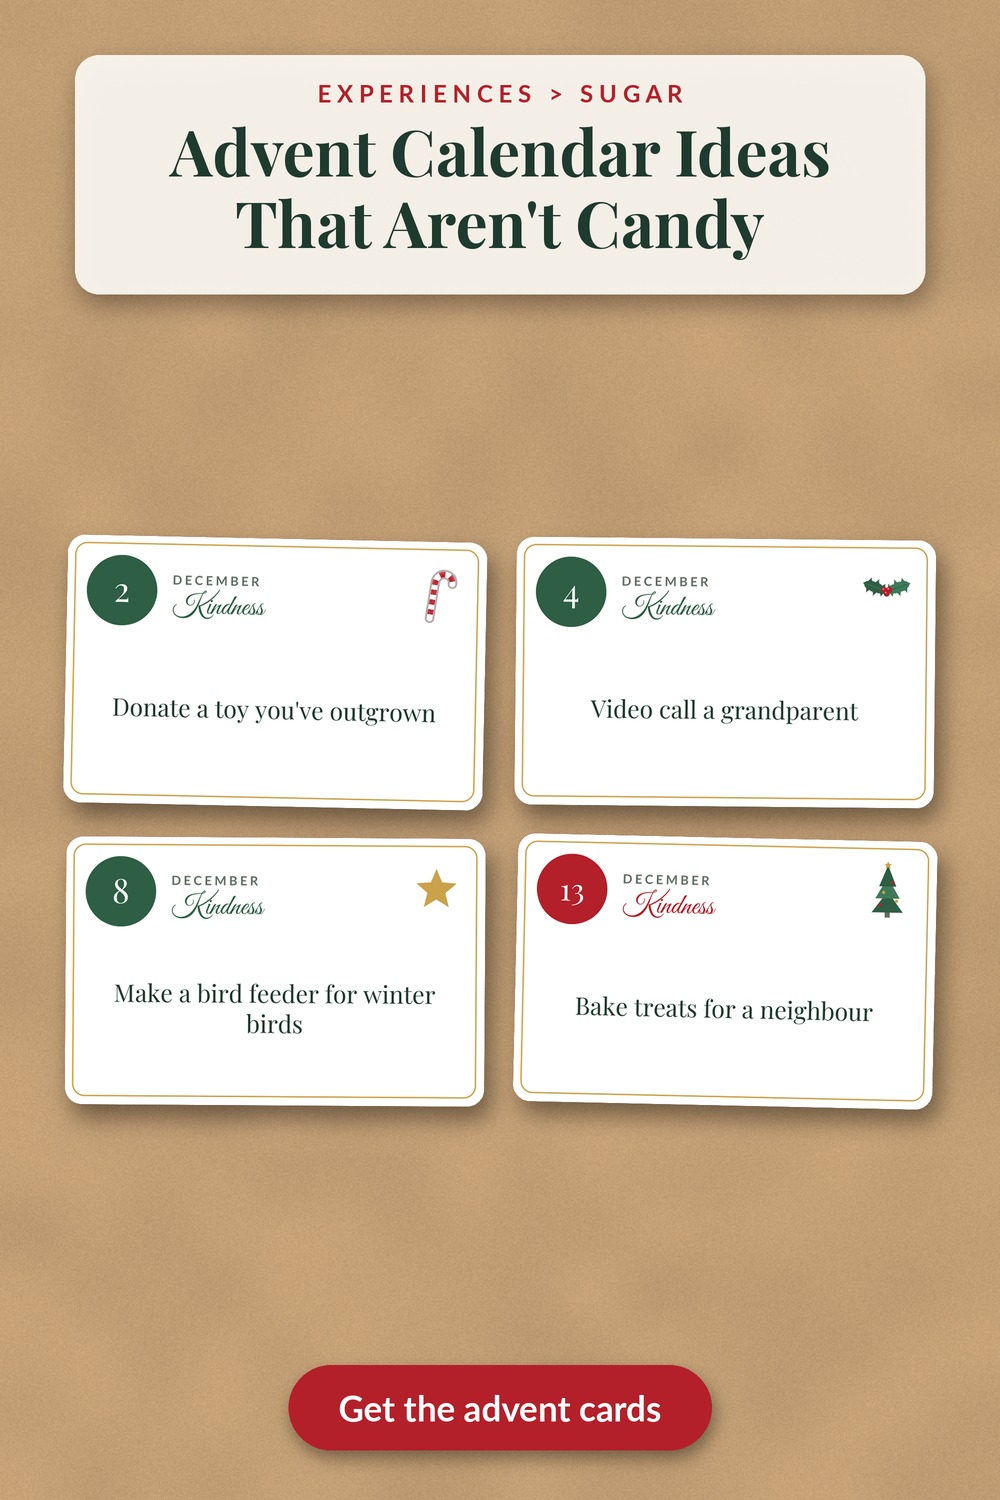 EXPERIENCES > SUGAR
Advent Calendar Ideas
That Aren't Candy
2
DECEMBER
Kindness
Donate a toy you've outgrown
4
DECEMBER
Kindness
Video call a grandparent
8
DECEMBER
Kindness
Make a bird feeder for winter
birds
13
DECEMBER
Kindness
Bake treats for a neighbour
Get the advent cards